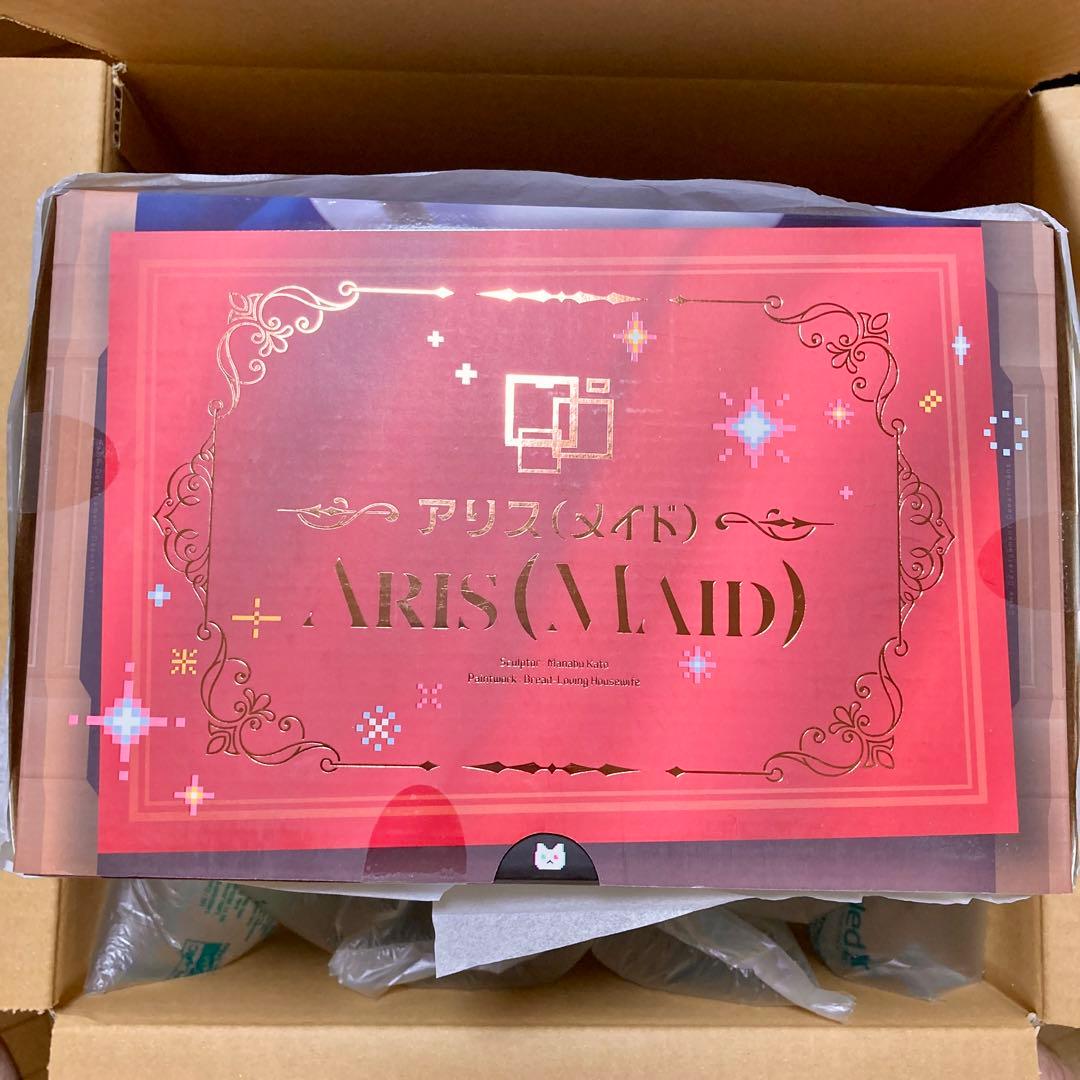 アリス(メイド)
ARIS(MAID)
Sculptor・Manabu Kato
Paintwork・Bread-Loving Housewife